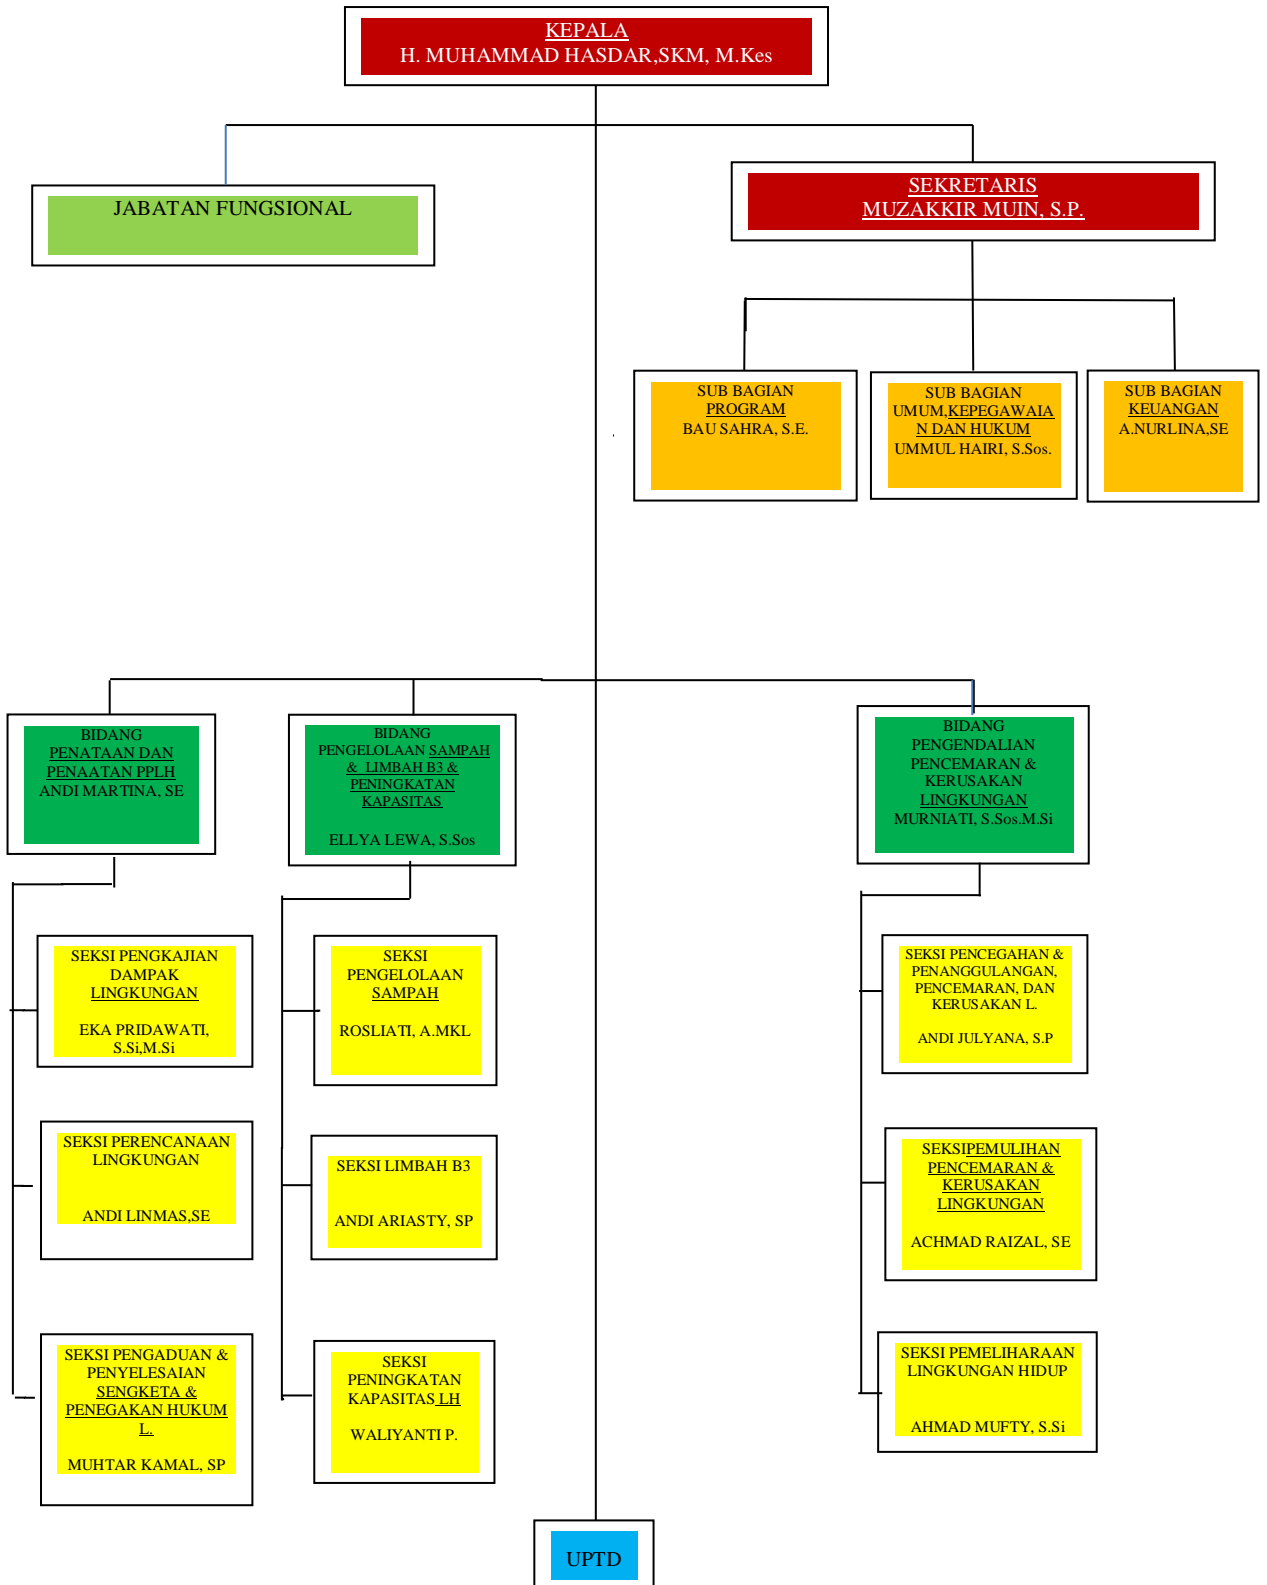 KEPALA
H. MUHAMMAD HASDAR,SKM, M.Kes
JABATAN FUNGSIONAL
SEKRETARIS
MUZAKKIR MUIN, S.P.
SUB BAGIAN
PROGRAM
BAU SAHRA, S.E.
SUB BAGIAN
UMUM,KEPEGAWAIA
N DAN HUKUM
UMMUL HAIRI, S.Sos.
SUB BAGIAN
KEUANGAN
A.NURLINA,SE
BIDANG
PENATAAN DAN
PENAATAN PPLH
ANDI MARTINA, SE
BIDANG
PENGELOLAAN SAMPAH
& LIMBAH B3 &
PENINGKATAN
KAPASITAS
ELLYA LEWA, S.Sos
BIDANG
PENGENDALIAN
PENCEMARAN &
KERUSAKAN
LINGKUNGAN
MURNIATI, S.Sos.M.Si
SEKSI PENGKAJIAN
DAMPAK
LINGKUNGAN
EKA PRIDAWATI,
S.Si,M.Si
SEKSI PERENCANAAN
LINGKUNGAN
ANDI LINMAS,SE
SEKSI PENGADUAN &
PENYELESAIAN
SENGKETA &
PENEGAKAN HUKUM
L.
MUHTAR KAMAL, SP
SEKSI
PENGELOLAAN
SAMPAH
ROSLIATI, A.MKL
SEKSI LIMBAH B3
ANDI ARIASTY, SP
SEKSI
PENINGKATAN
KAPASITAS LH
WALIYANTI P.
SEKSI PENCEGAHAN &
PENANGGULANGAN,
PENCEMARAN, DAN
KERUSAKAN L.
ANDI JULYANA, S.P
SEKSIPEMULIHAN
PENCEMARAN &
KERUSAKAN
LINGKUNGAN
ACHMAD RAIZAL, SE
SEKSI PEMELIHARAAN
LINGKUNGAN HIDUP
AHMAD MUFTY, S.Si
UPTD